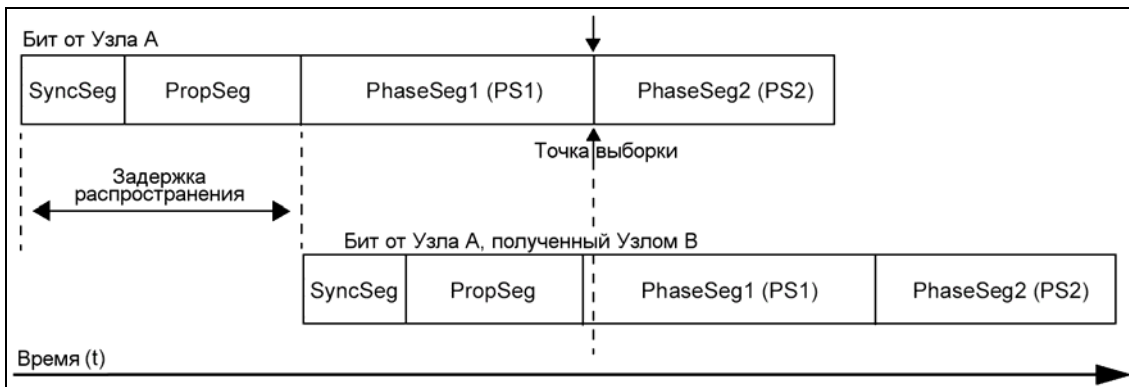 Бит от Узла А
SyncSeg PropSeg PhaseSeg1 (PS1) PhaseSeg2 (PS2)
Точка выборки
Задержка
распространения
Бит от Узла А, полученный Узлом В
SyncSeg PropSeg PhaseSeg1 (PS1) PhaseSeg2 (PS2)
Время (t)